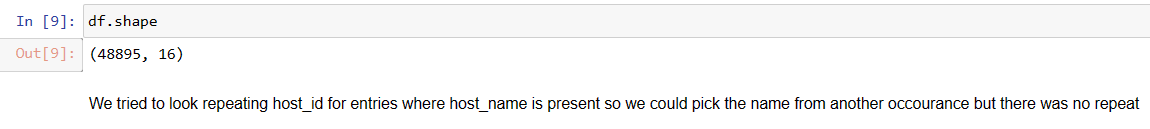 In [9]: df.shape
Out[9]: (48895, 16)
We tried to look repeating host_id for entries where host_name is present so we could pick the name from another occourance but there was no repeat